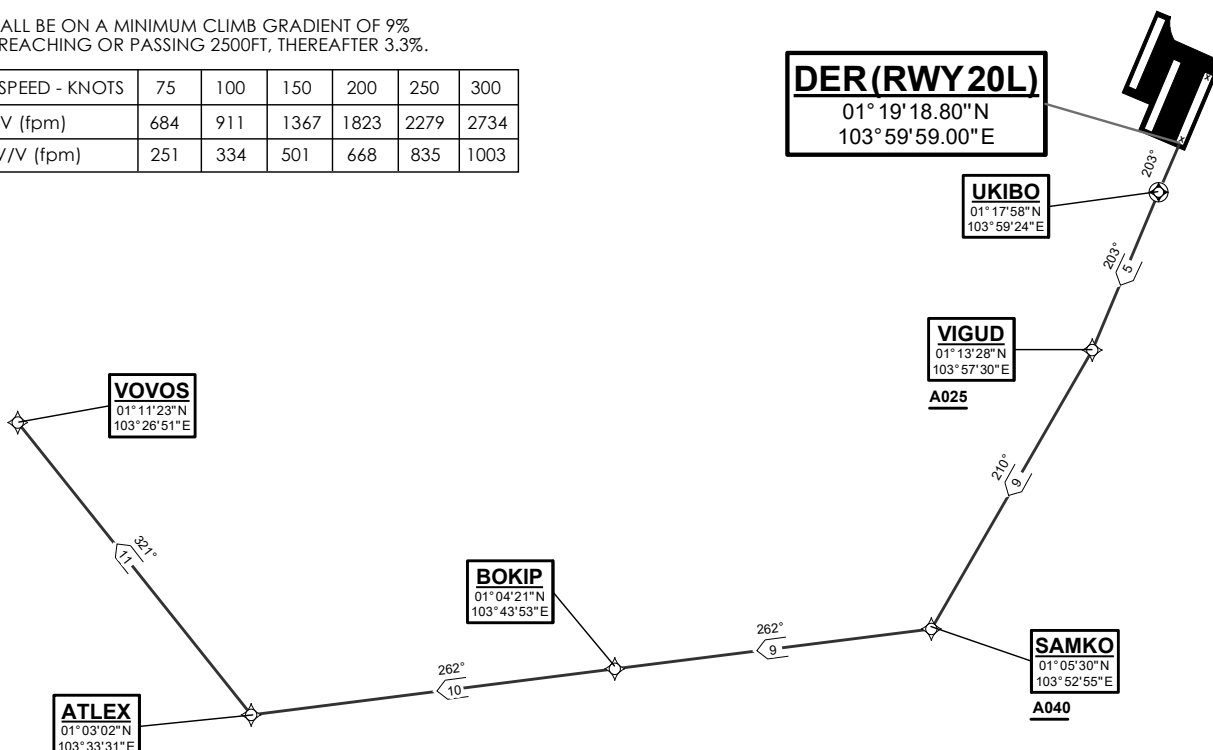 ALL BE ON A MINIMUM CLIMB GRADIENT OF 9%
REACHING OR PASSING 2500FT, THEREAFTER 3.3%.
SPEED - KNOTS 75 100 150 200 250 300
V (fpm) 684 911 1367 1823 2279 2734
V/V (fpm) 251 334 501 668 835 1003
DER(RWY20L)
01°19'18.80"N
103°59'59.00"E
203°
UKIBO
01°17'58"N
103°59'24"E
203°
5
VIGUD
01°13'28"N
103°57'30"E
A025
210°
9
VOVOS
01°11'23"N
103°26'51"E
321°
11
BOKIP
01°04'21"N
103°43'53"E
262°
9
262°
10
SAMKO
01°05'30"N
103°52'55"E
A040
ATLEX
01°03'02"N
103°33'31"E